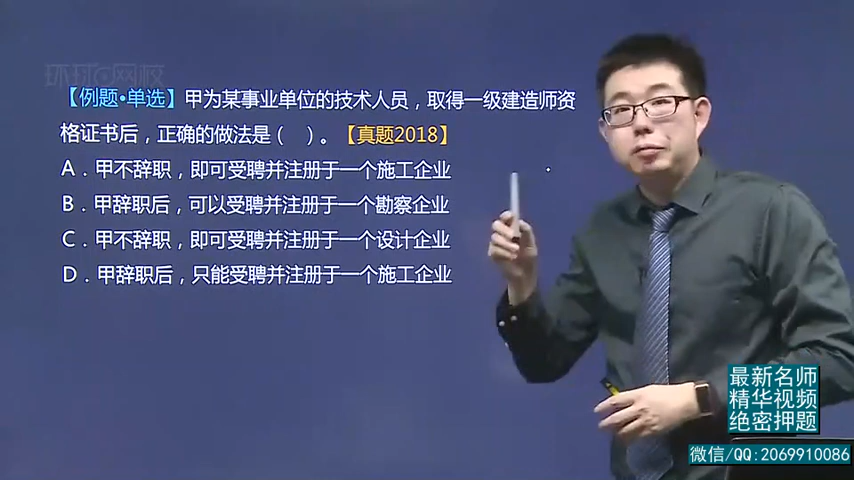 环球网校
【例题•单选】甲为某事业单位的技术人员，取得一级建造师资
格证书后，正确的做法是（　）。【真题2018】
A．甲不辞职，即可受聘并注册于一个施工企业
B．甲辞职后，可以受聘并注册于一个勘察企业
C．甲不辞职，即可受聘并注册于一个设计企业
D．甲辞职后，只能受聘并注册于一个施工企业
最新名师
精华视频
绝密押题
微信/QQ:2069910086